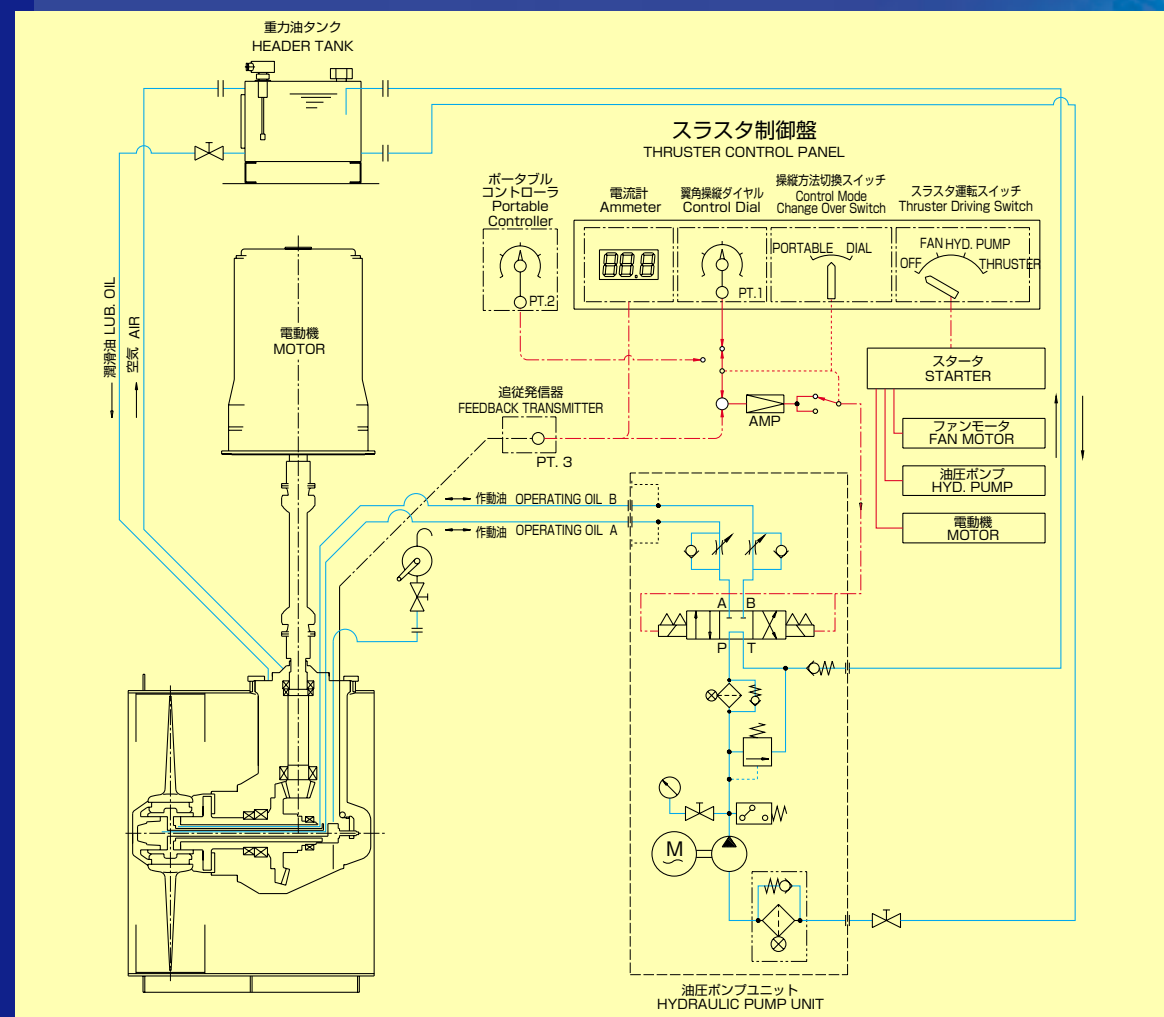 重力油タンク
HEADER TANK
スラスタ制御盤
THRUSTER CONTROL PANEL
ポータブル
コントローラ
Portable
Controller
電流計
Ammeter
翼角操縦ダイヤル
Control Dial
操縦方法切換スイッチ
Control Mode
Change Over Switch
スラスタ運転スイッチ
Thruster Driving Switch
PT.2
888.8
PT.1
PORTABLE DIAL
FAN HYD. PUMP
OFF THRUSTER
潤滑油 LUB. OIL
空気 AIR
電動機
MOTOR
スタータ
STARTER
追従発信器
FEEDBACK TRANSMITTER
PT. 3
AMP
ファンモータ
FAN MOTOR
油圧ポンプ
HYD. PUMP
電動機
MOTOR
作動油 OPERATING OIL B
作動油 OPERATING OIL A
A B
P T
M
油圧ポンプユニット
HYDRAULIC PUMP UNIT